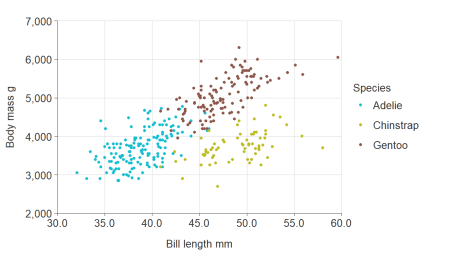 7,000
6,000
5,000
4,000
3,000
2,000
Body mass g
30.0 35.0 40.0 45.0 50.0 55.0 60.0
Bill length mm
Species
Adelie
Chinstrap
Gentoo